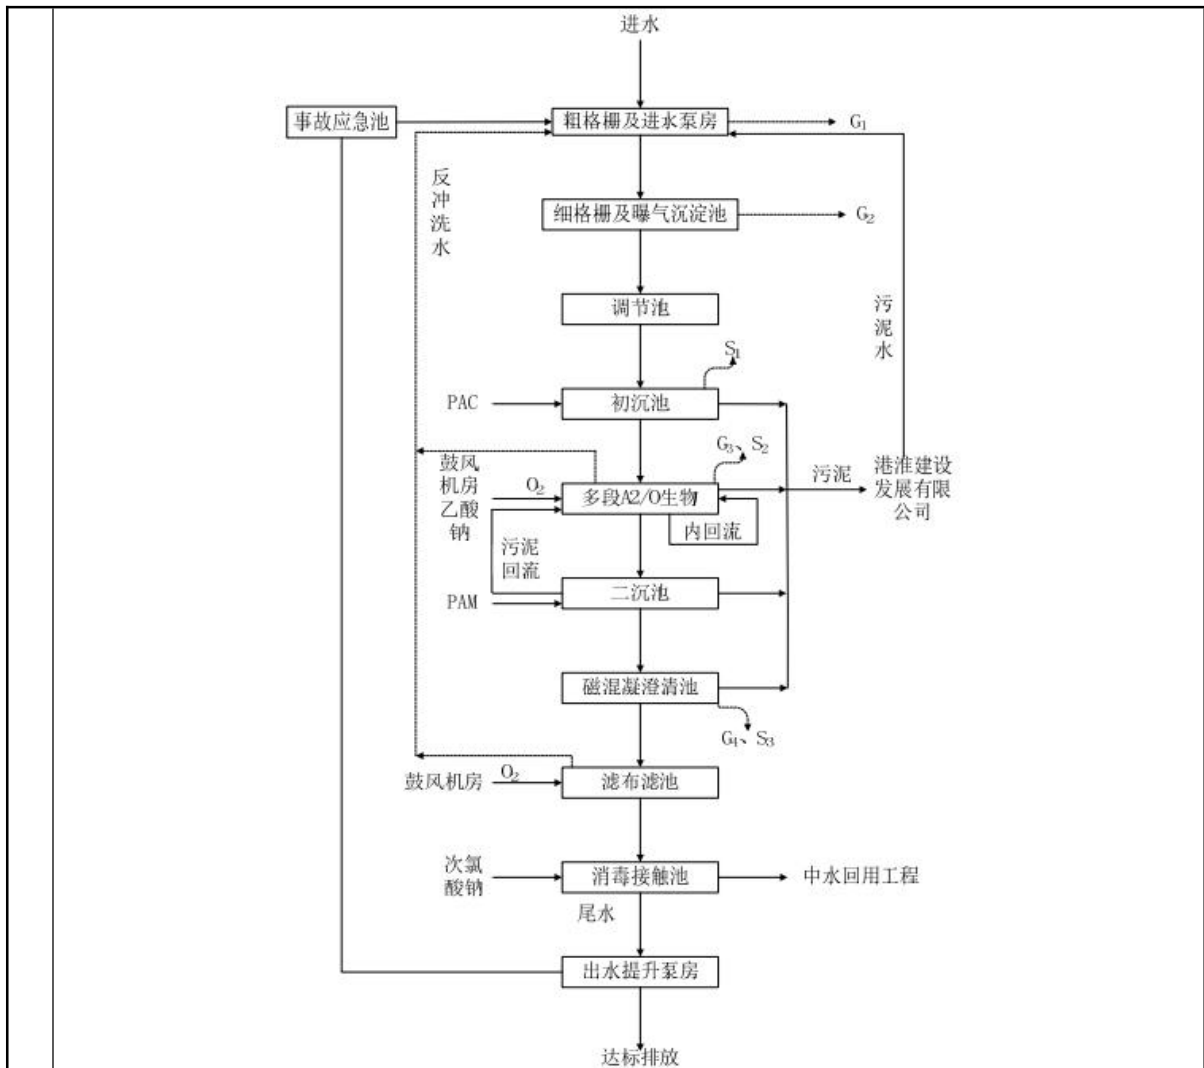 进水
事故应急池
粗格栅及进水泵房
G₁
反
冲
洗
水
细格栅及曝气沉淀池
G₂
调节池
污
泥
水
S₁
PAC
初沉池
G₃、S₂
鼓风
机房
乙酸
钠
O₂
多段A2/O生物
污泥
港淮建设
发展有限
公司
内回流
污泥
回流
PAM
二沉池
磁混凝澄清池
G₄、S₃
鼓风机房
O₂
滤布滤池
次氯
酸钠
消毒接触池
中水回用工程
尾水
出水提升泵房
达标排放